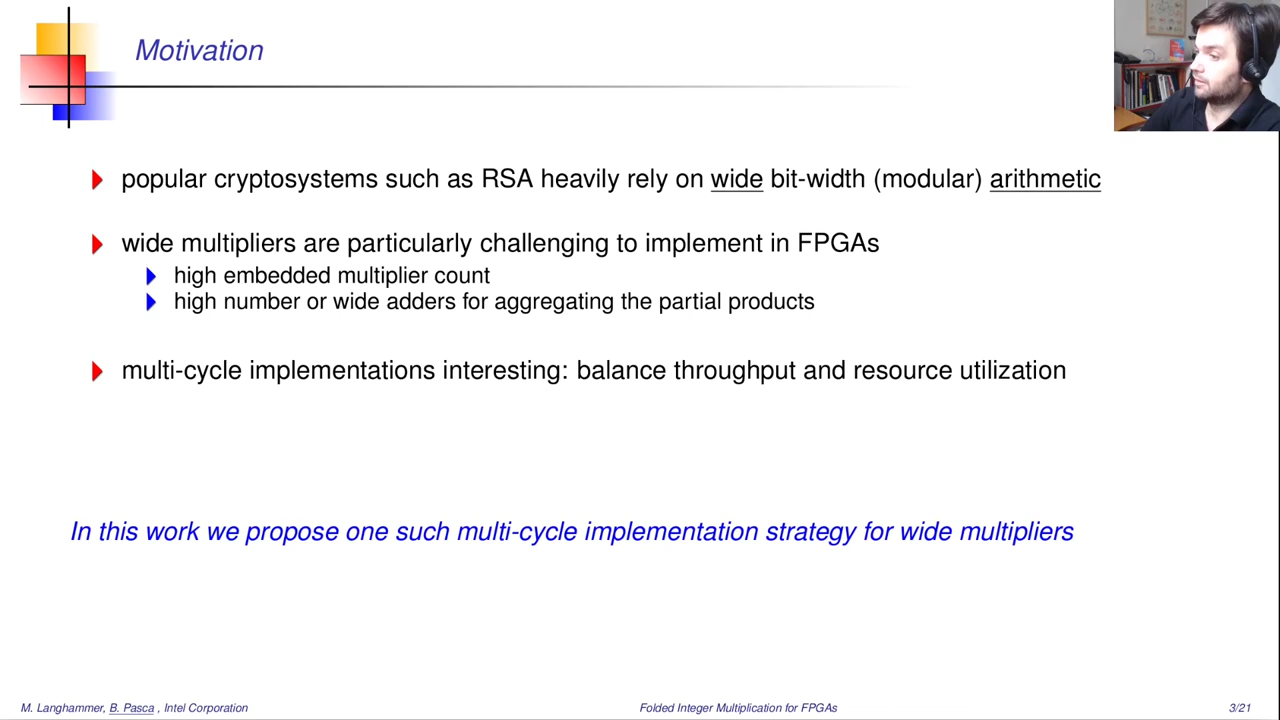 Motivation
popular cryptosystems such as RSA heavily rely on wide bit-width (modular) arithmetic
wide multipliers are particularly challenging to implement in FPGAs
high embedded multiplier count
high number or wide adders for aggregating the partial products
multi-cycle implementations interesting: balance throughput and resource utilization
In this work we propose one such multi-cycle implementation strategy for wide multipliers
M. Langhammer, B. Pasca , Intel Corporation
Folded Integer Multiplication for FPGAs
3/21